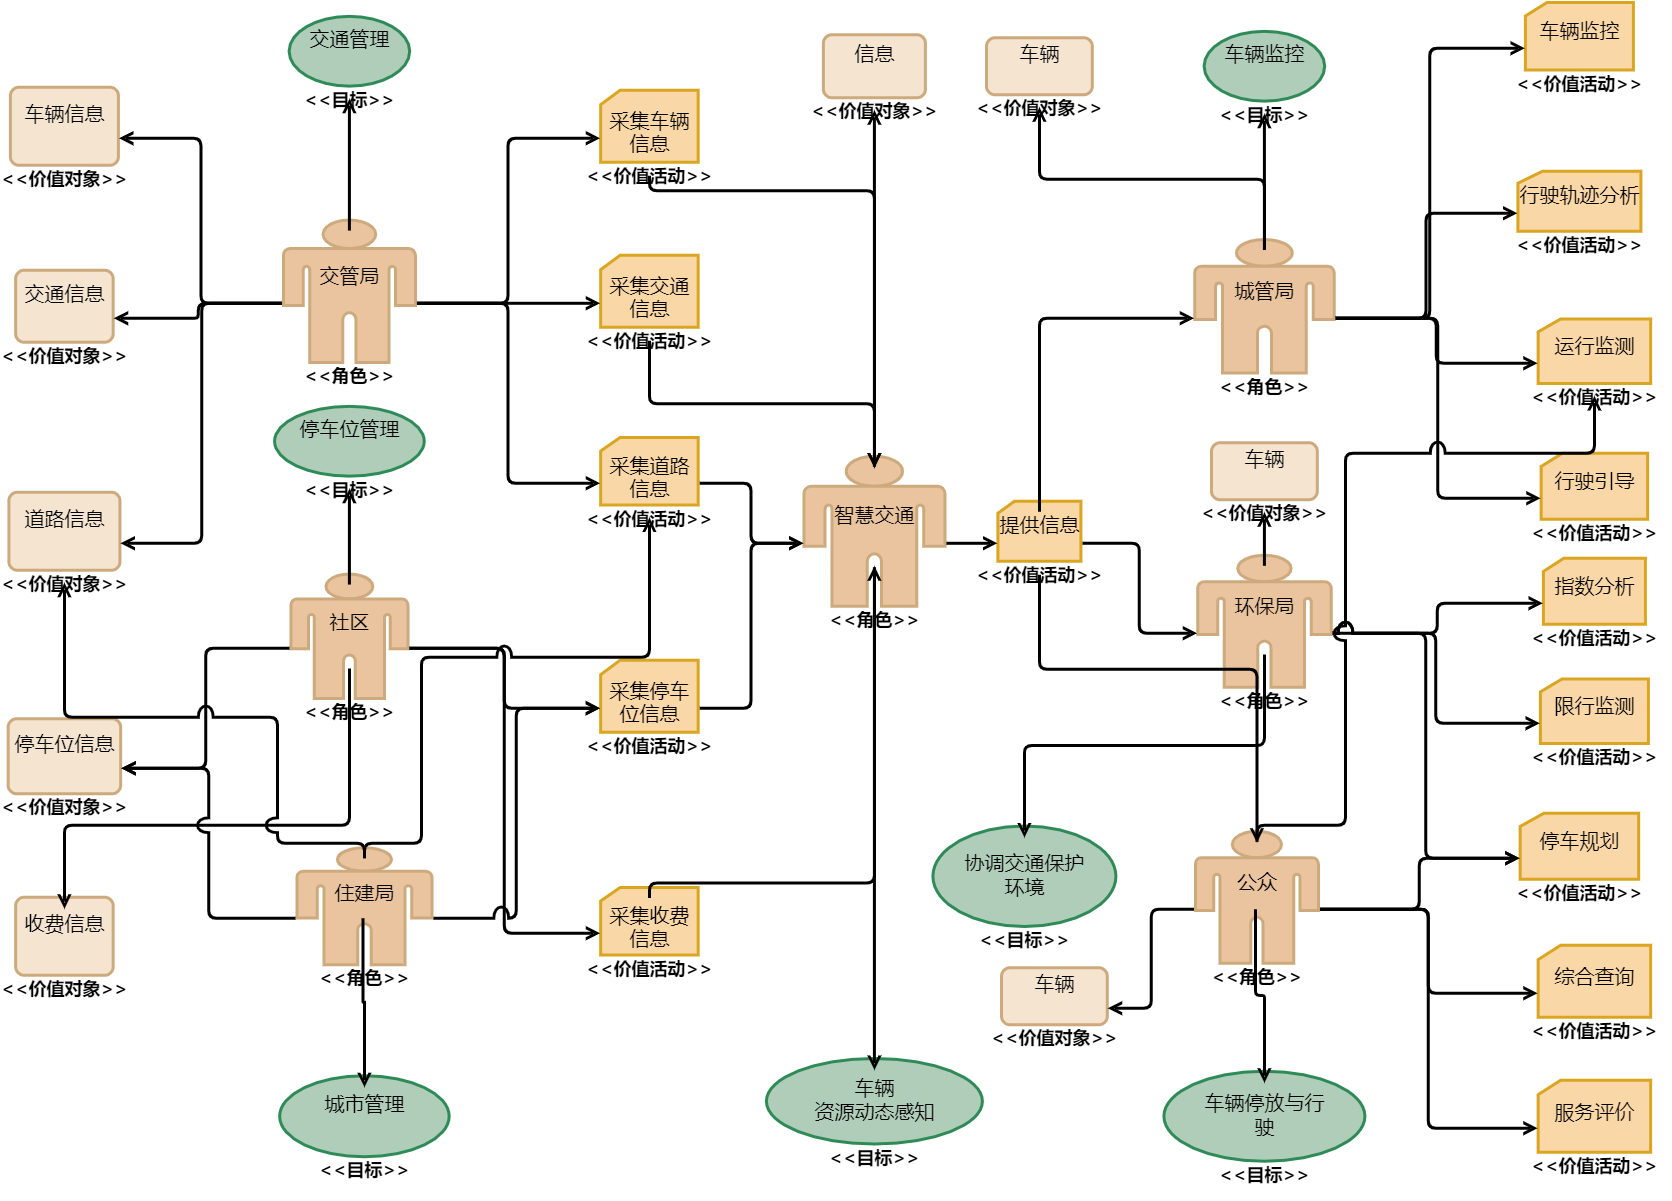 交通管理
<<目标>>
车辆信息
<<价值对象>>
交通信息
<<价值对象>>
道路信息
<<价值对象>>
停车位信息
<<价值对象>>
收费信息
<<价值对象>>
交管局
<<角色>>
停车位管理
<<目标>>
社区
<<角色>>
住建局
<<角色>>
城市管理
<<目标>>
采集车辆
信息
<<价值活动>>
采集交通
信息
<<价值活动>>
采集道路
信息
<<价值活动>>
采集停车
位信息
<<价值活动>>
采集收费
信息
<<价值活动>>
信息
<<价值对象>>
智慧交通
<<角色>>
车辆
资源动态感知
<<目标>>
车辆
<<价值对象>>
提供信息
<<价值活动>>
协调交通保护
环境
<<目标>>
车辆
<<价值对象>>
车辆监控
<<目标>>
城管局
<<角色>>
车辆
<<价值对象>>
环保局
<<角色>>
公众
<<角色>>
车辆停放与行
驶
<<目标>>
车辆监控
<<价值活动>>
行驶轨迹分析
<<价值活动>>
运行监测
<<价值活动>>
行驶引导
<<价值活动>>
指数分析
<<价值活动>>
限行监测
<<价值活动>>
停车规划
<<价值活动>>
综合查询
<<价值活动>>
服务评价
<<价值活动>>